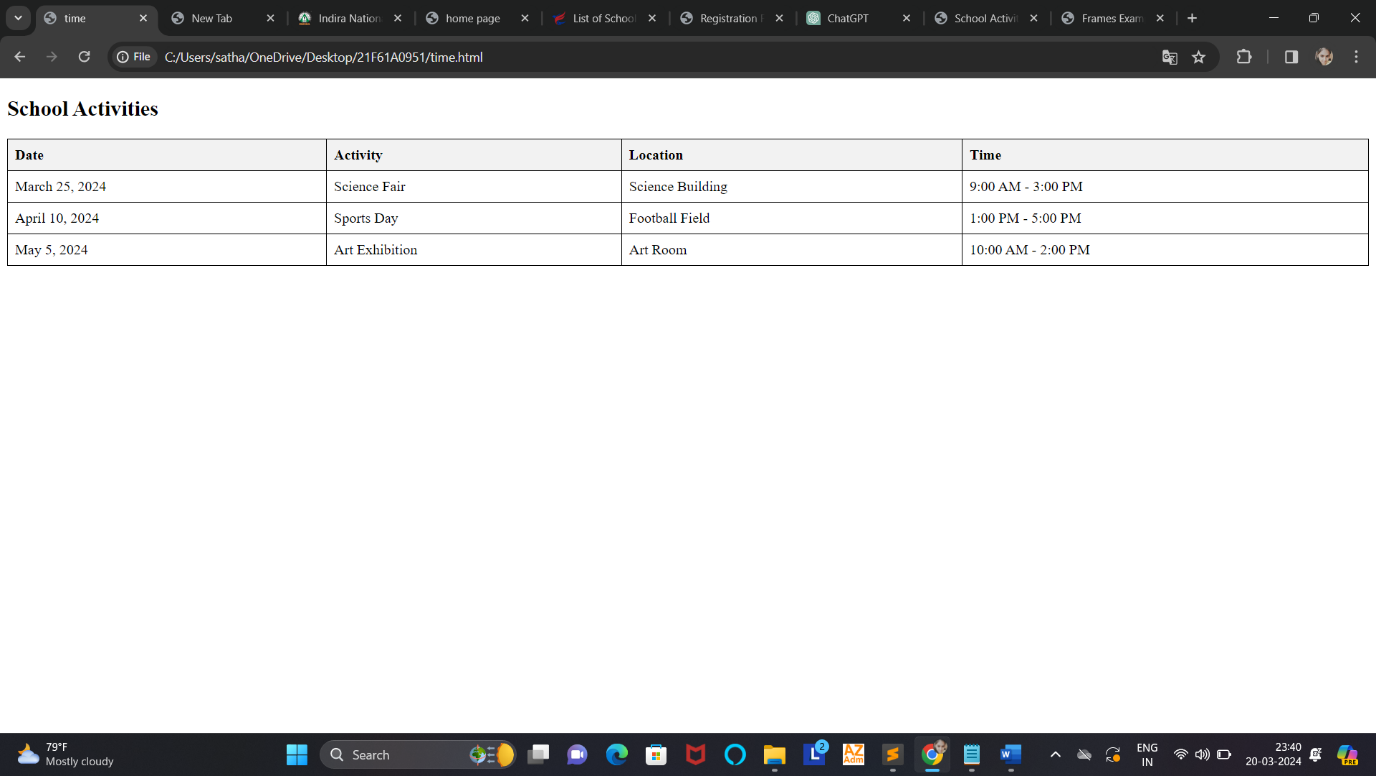 time
New Tab
Indira Nation
home page
List of School
Registration F
ChatGPT
School Activit
Frames Exam
File C:/Users/satha/OneDrive/Desktop/21F61A0951/time.html
School Activities
Date Activity Location Time
March 25, 2024 Science Fair Science Building 9:00 AM - 3:00 PM
April 10, 2024 Sports Day Football Field 1:00 PM - 5:00 PM
May 5, 2024 Art Exhibition Art Room 10:00 AM - 2:00 PM
79°F
Mostly cloudy
Search
L 2
AZ
Adm
W
ENG
IN
23:40
20-03-2024
PRE